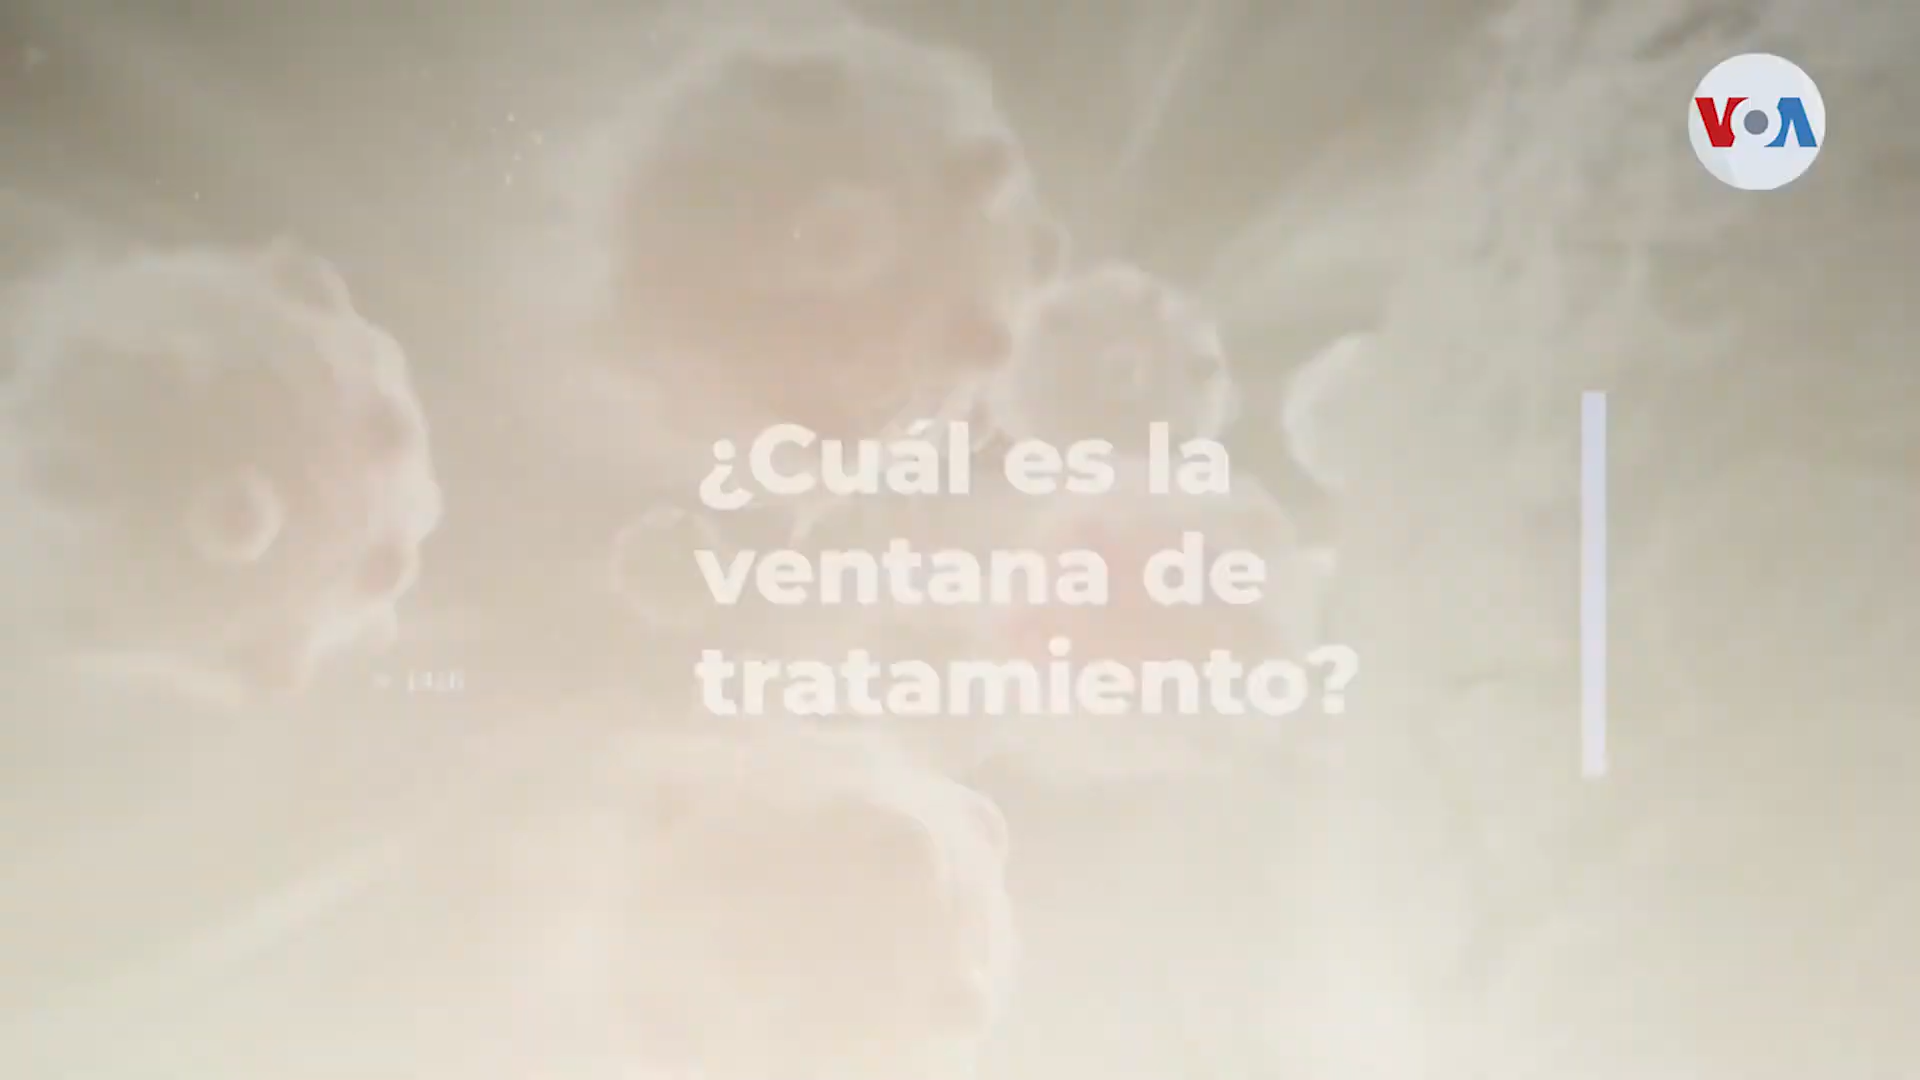 VOA
¿Cuál es la
ventana de
tratamiento?